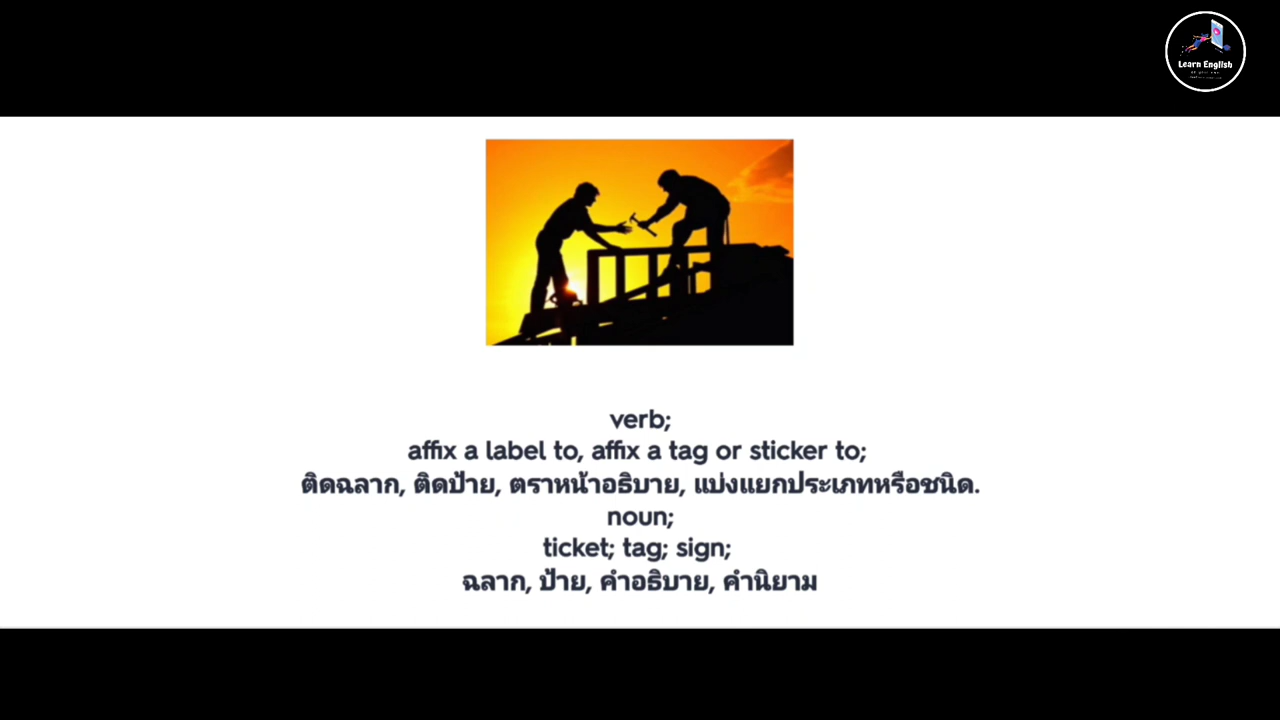 Learn English
verb;
affix a label to, affix a tag or sticker to;
ติดฉลาก, ติดป้าย, ตราหน้าอธิบาย, แบ่งแยกประเภทหรือชนิด.
noun;
ticket; tag; sign;
ฉลาก, ป้าย, คำอธิบาย, คำนิยาม